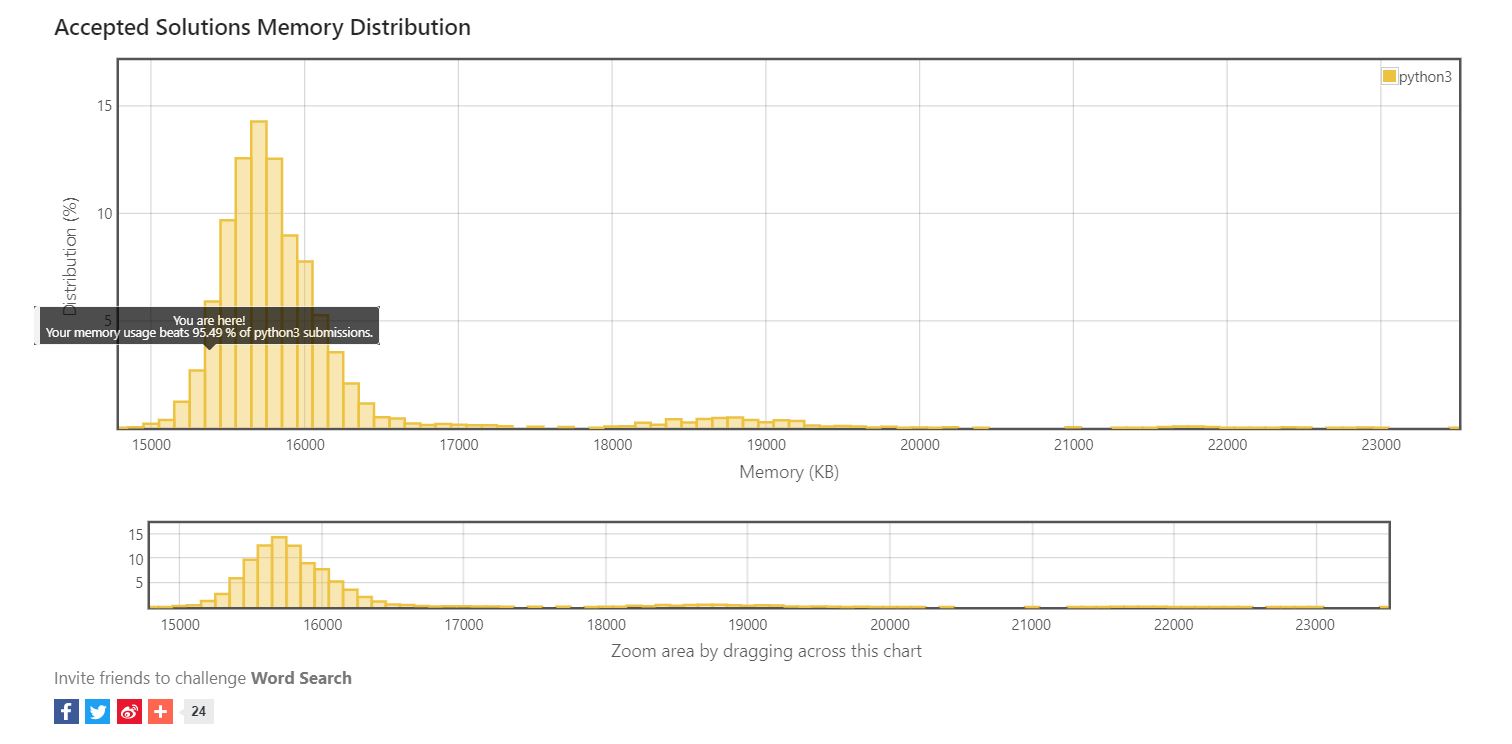 Accepted Solutions Memory Distribution
python3
15
10
5
Distribution (%)
You are here!
Your memory usage beats 95.49 % of python3 submissions.
15000 16000 17000 18000 19000 20000 21000 22000 23000
Memory (KB)
15
10
5
15000 16000 17000 18000 19000 20000 21000 22000 23000
Zoom area by dragging across this chart
Invite friends to challenge Word Search
24